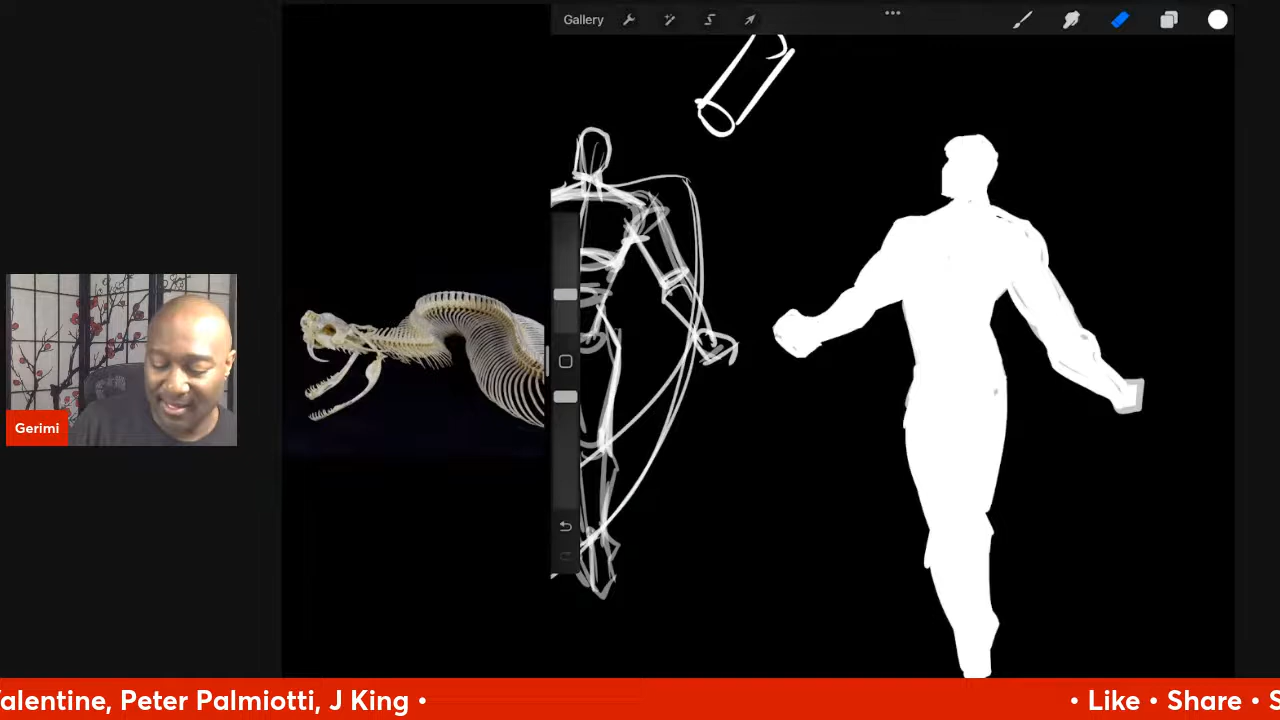 Gallery
Gerimi
alentine, Peter Palmiotti, J King •
• Like • Share • S